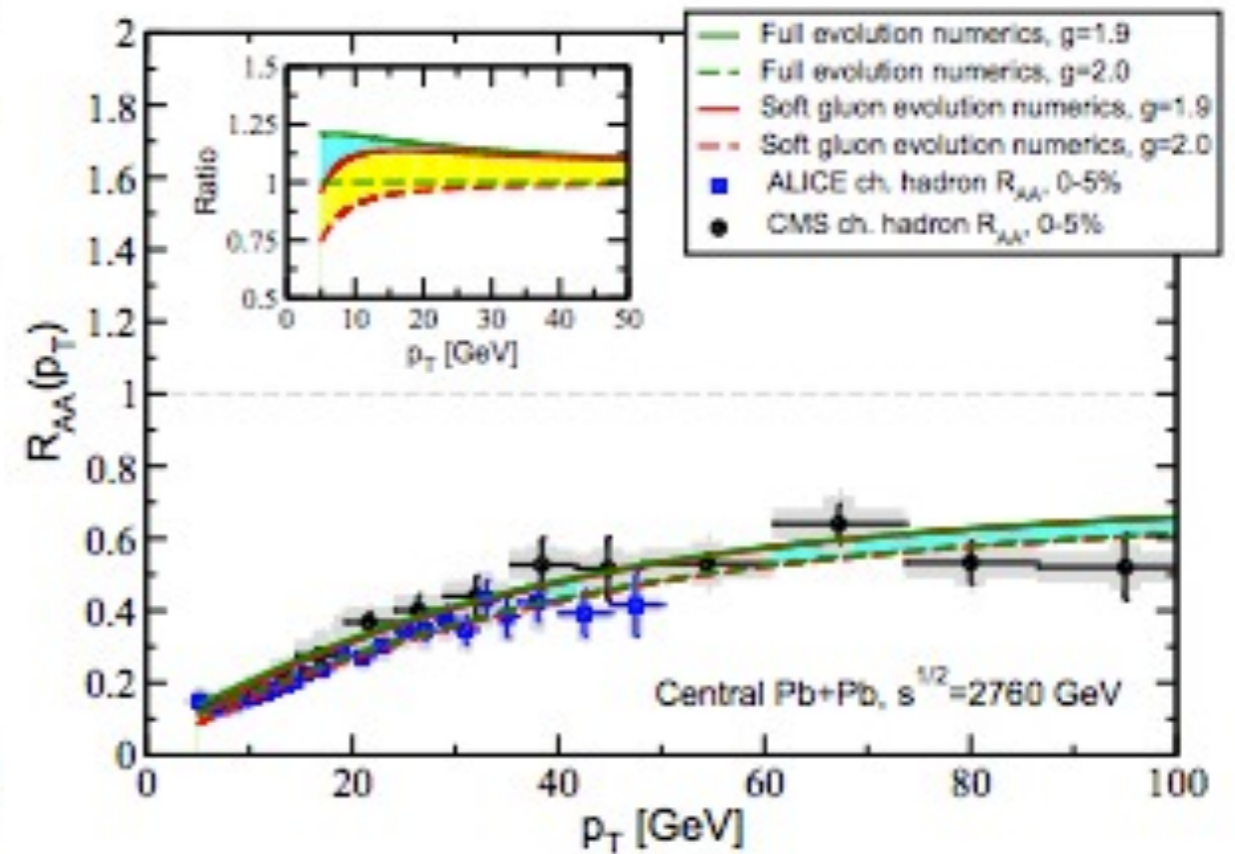 Full evolution numerics, g=1.9
Full evolution numerics, g=2.0
Soft gluon evolution numerics, g=1.9
Soft gluon evolution numerics, g=2.0
ALICE ch. hadron R_AA, 0-5%
CMS ch. hadron R_AA, 0-5%
2
1.8
1.6
1.4
1.2
1
0.8
0.6
0.4
0.2
0
R_AA(p_T)
1.5
1.25
1
0.75
0.5
Ratio
0 10 20 30 40 50
p_T [GeV]
Central Pb+Pb, s^1/2=2760 GeV
0 20 40 60 80 100
p_T [GeV]